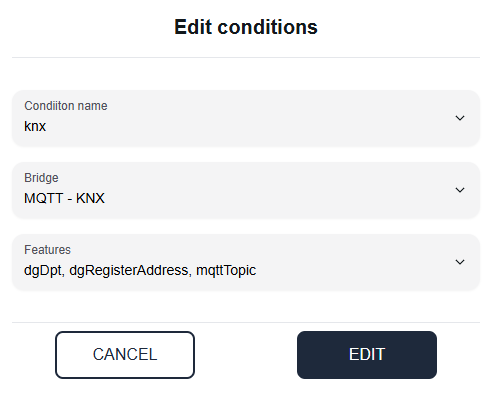 Edit conditions
Condiiton name
knx
Bridge
MQTT - KNX
Features
dgDpt, dgRegisterAddress, mqttTopic
CANCEL
EDIT